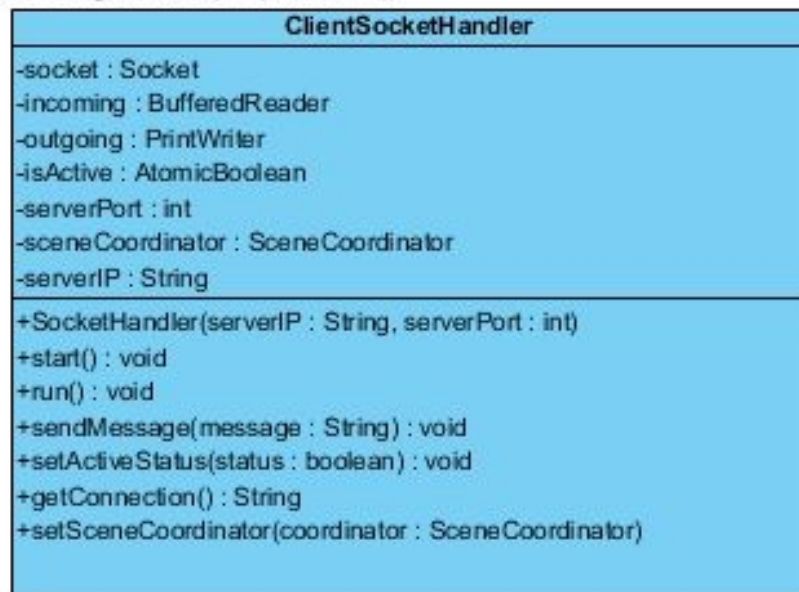 ClientSocketHandler
-socket : Socket
-incoming : BufferedReader
-outgoing : PrintWriter
-isActive : AtomicBoolean
-serverPort : int
-sceneCoordinator : SceneCoordinator
-serverIP : String
+SocketHandler(serverIP : String, serverPort : int)
+start() : void
+run() : void
+sendMessage(message : String) : void
+setActiveStatus(status : boolean) : void
+getConnection() : String
+setSceneCoordinator(coordinator : SceneCoordinator)